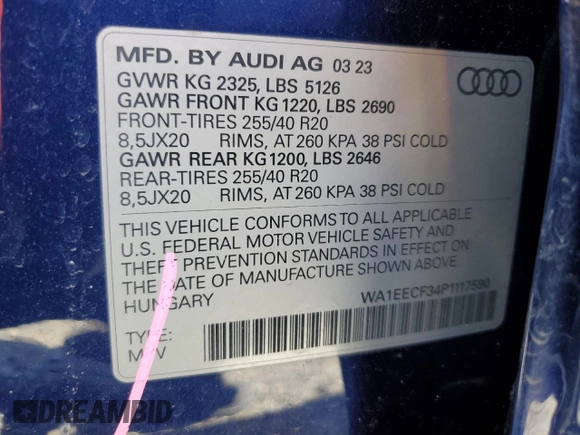 MFD. BY AUDI AG 03 23
GVWR KG 2325, LBS 5126
GAWR FRONT KG 1220, LBS 2690
FRONT-TIRES 255/40 R20
8,5JX20 RIMS, AT 260 KPA 38 PSI COLD
GAWR REAR KG1200, LBS 2646
REAR-TIRES 255/40 R20
8,5JX20 RIMS, AT 260 KPA 38 PSI COLD
THIS VEHICLE CONFORMS TO ALL APPLICABLE
U.S. FEDERAL MOTOR VEHICLE SAFETY AND
THEFT PREVENTION STANDARDS IN EFFECT ON
THE DATE OF MANUFACTURE SHOWN ABOVE.
HUNGARY
WA1EECF34P1117590
TYPE:
MPV
DREAMBID